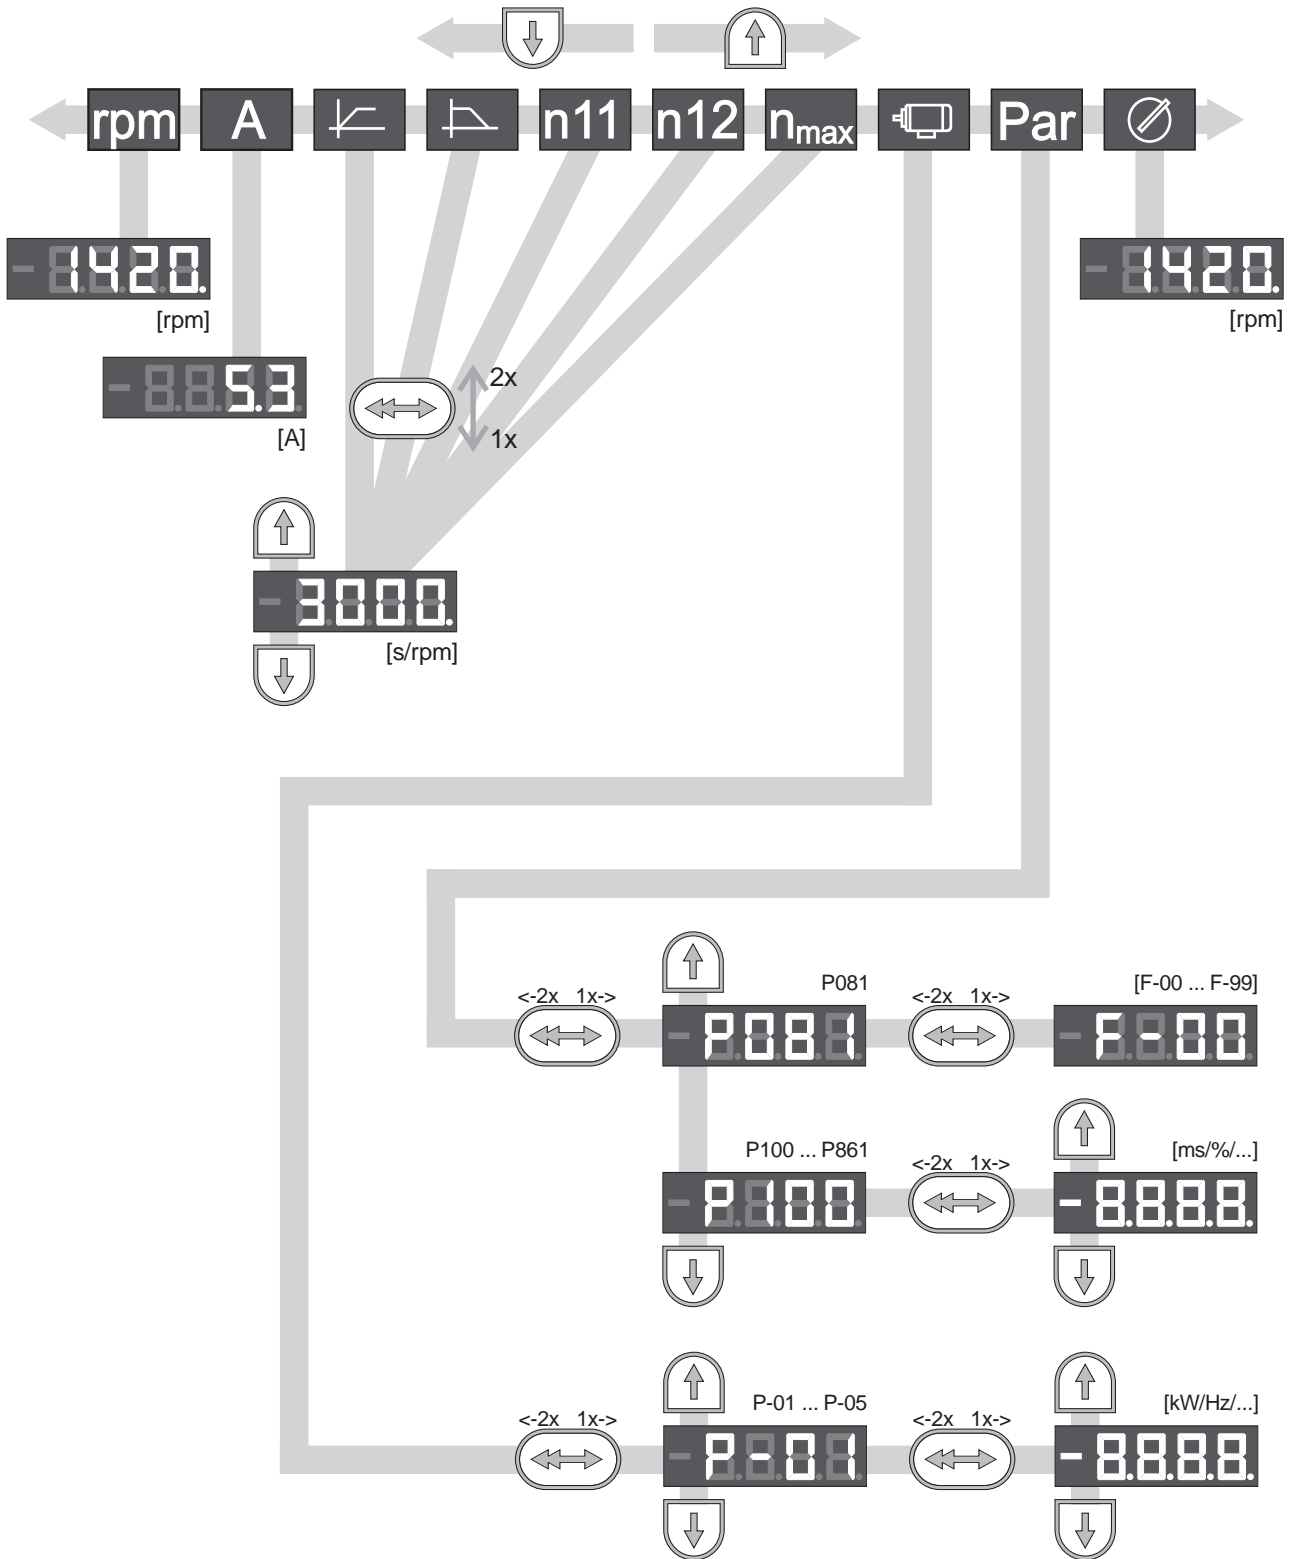 rpm A n11 n12 nmax Par
1420.
[rpm]
1420.
[rpm]
5.3
[A]
2x
1x
3000.
[s/rpm]
P081
[F-00 ... F-99]
<-2x 1x->
<-2x 1x->
P081
F-00
P100 ... P861
[ms/%/...]
<-2x 1x->
P100
-8.8.8.8.
P-01 ... P-05
[kW/Hz/...]
<-2x 1x->
<-2x 1x->
P-01
-8.8.8.8.